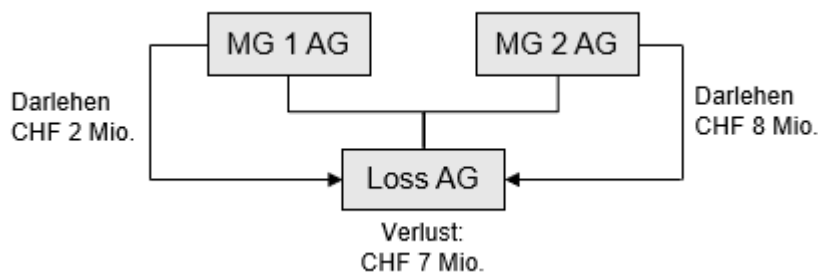 MG 1 AG
MG 2 AG
Darlehen
CHF 2 Mio.
Darlehen
CHF 8 Mio.
Loss AG
Verlust:
CHF 7 Mio.